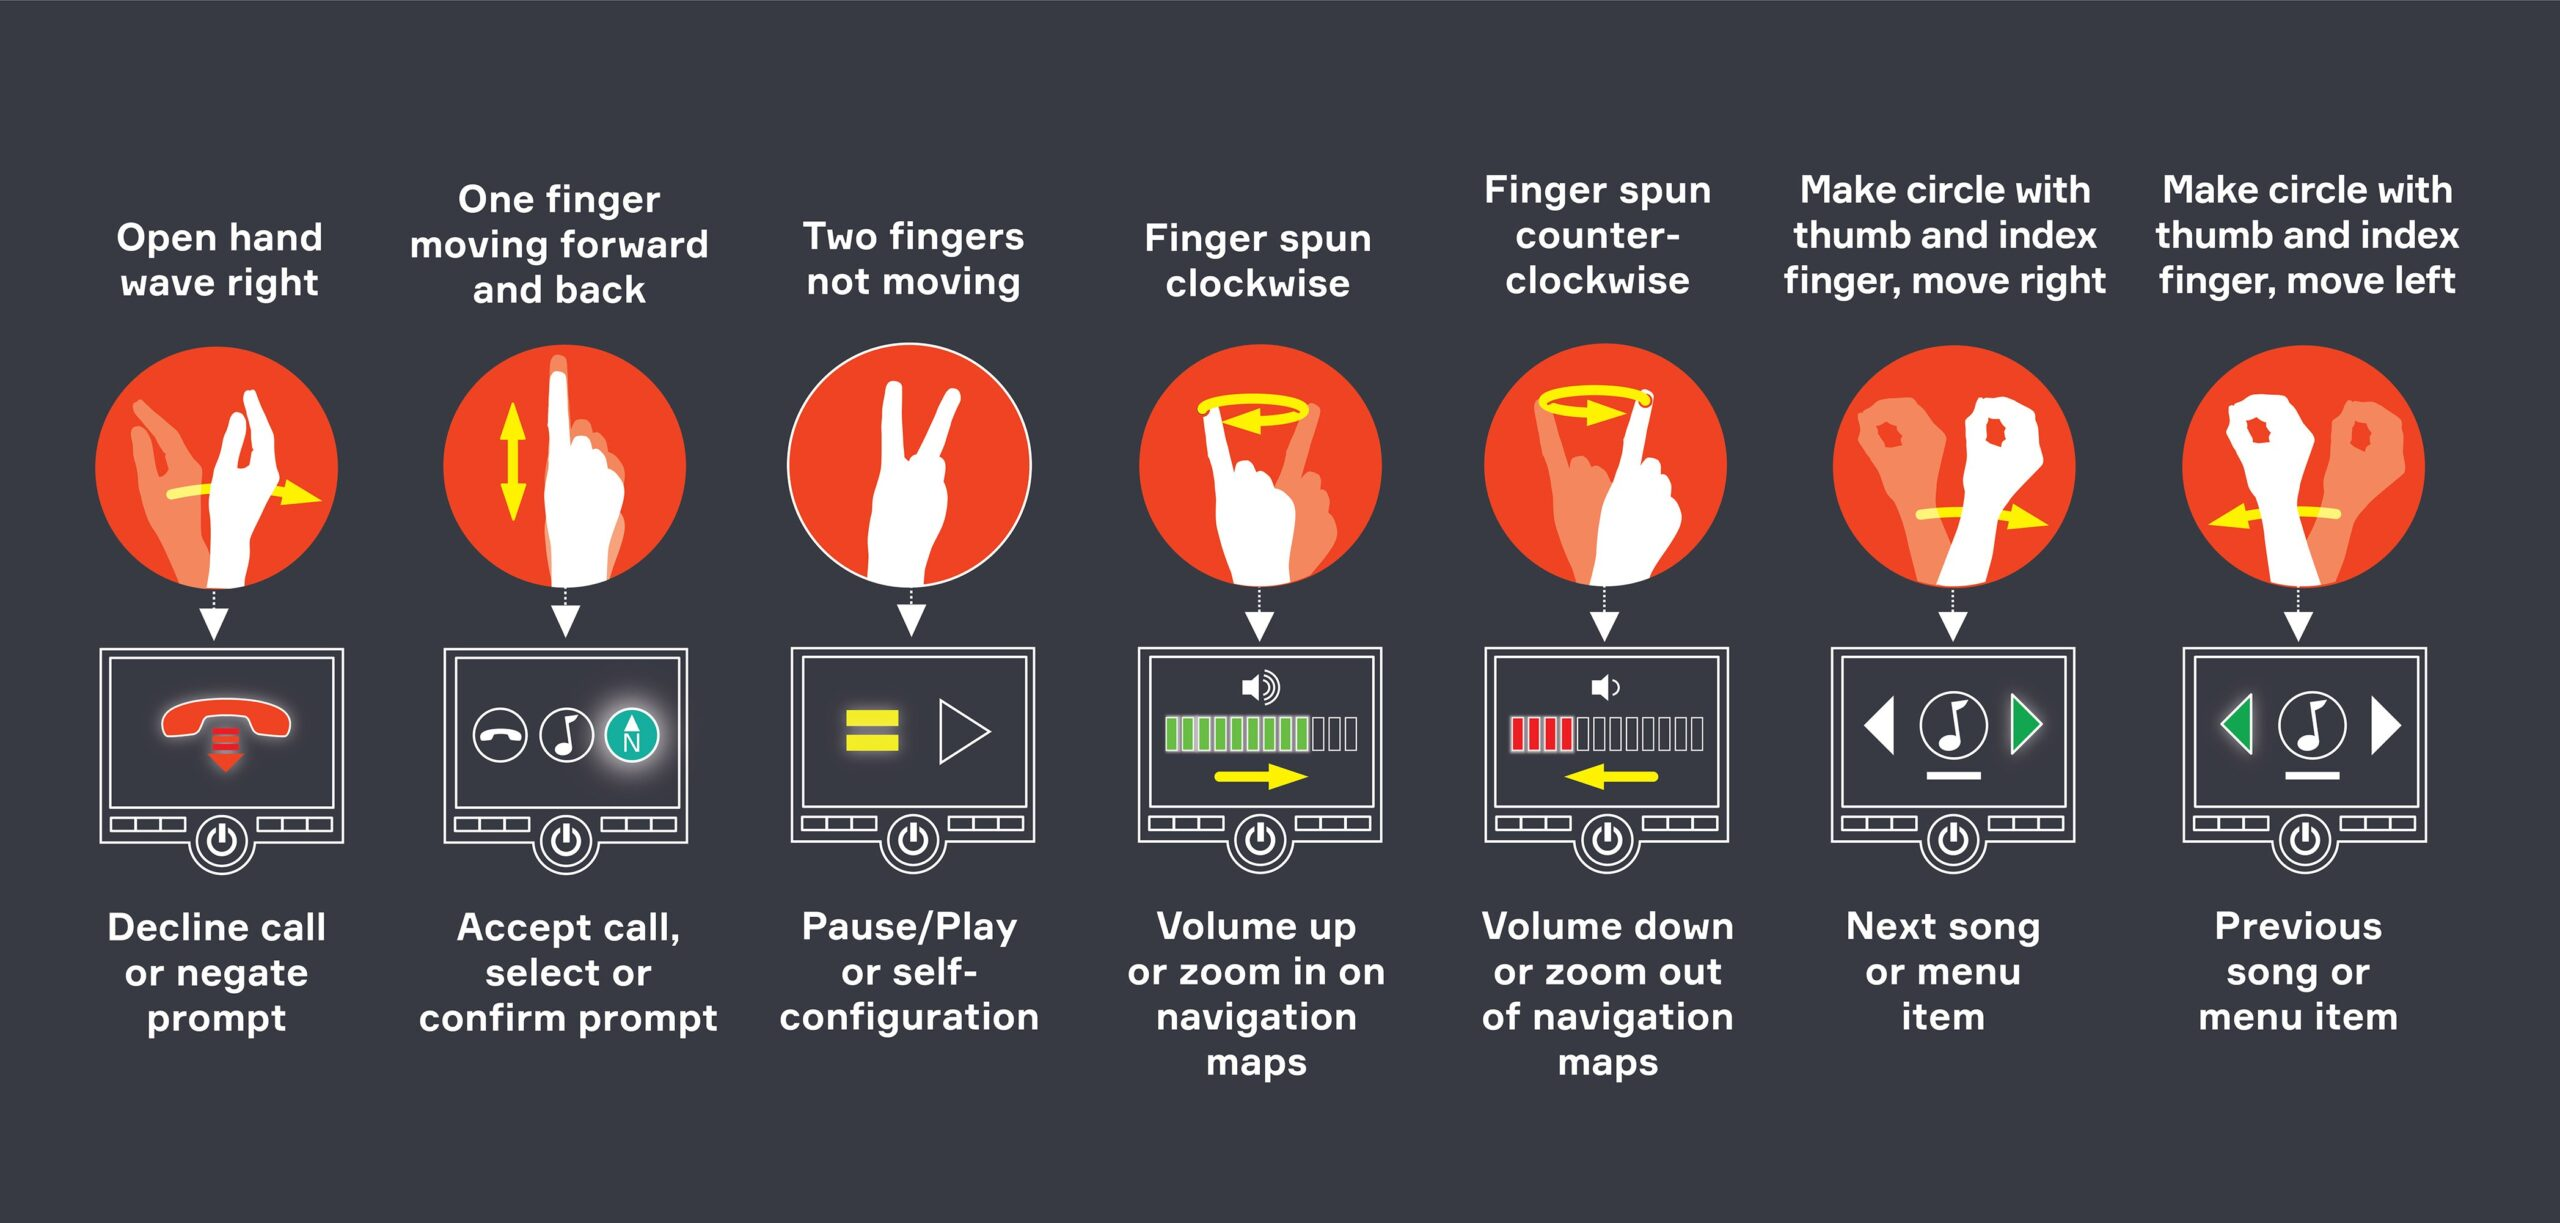 Open hand
wave right
One finger
moving forward
and back
Two fingers
not moving
Finger spun
clockwise
Finger spun
counter-
clockwise
Make circle with
thumb and index
finger, move right
Make circle with
thumb and index
finger, move left
N
Decline call
or negate
prompt
Accept call,
select or
confirm prompt
Pause/Play
or self-
configuration
Volume up
or zoom in on
navigation
maps
Volume down
or zoom out
of navigation
maps
Next song
or menu
item
Previous
song or
menu item